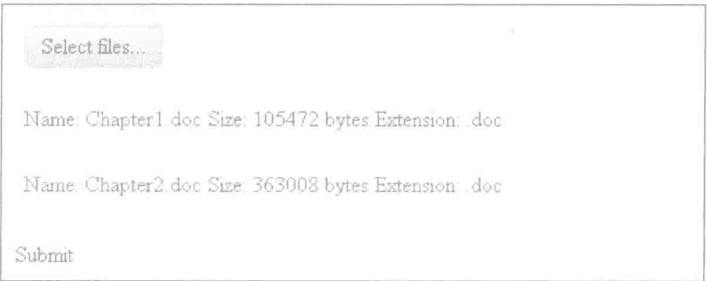 Select files...
Name: Chapter1.doc Size: 105472 bytes Extension: .doc
Name: Chapter2.doc Size: 363008 bytes Extension: .doc
Submit